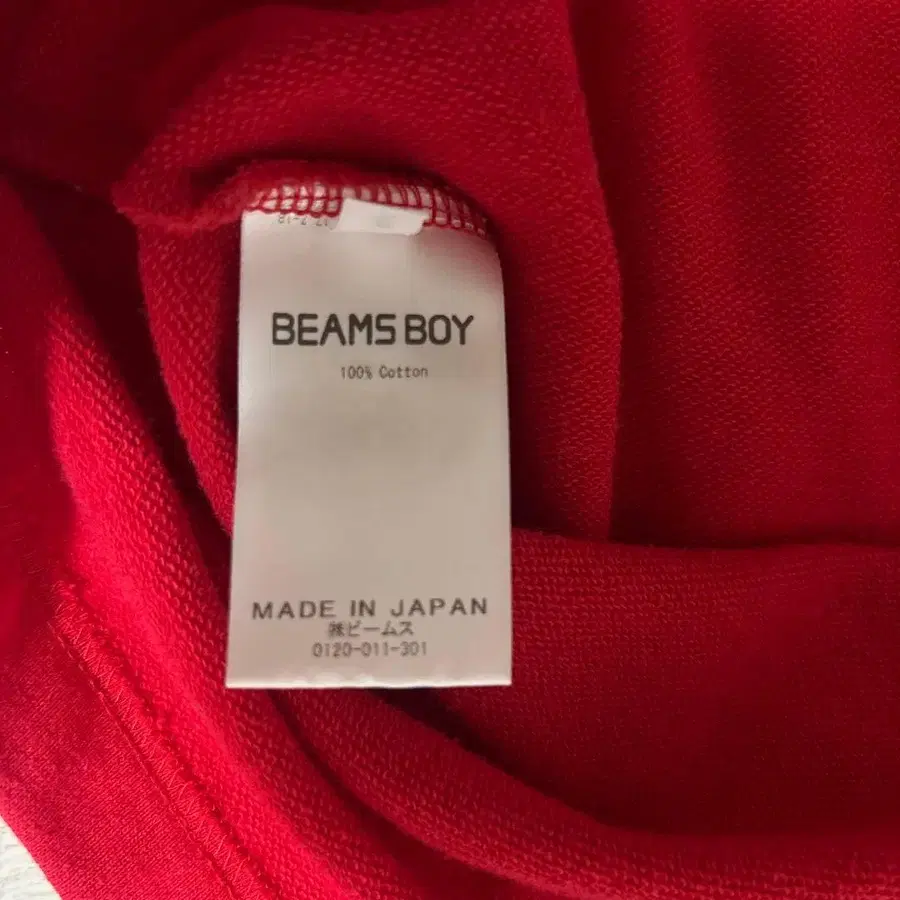 BEAMS BOY
100% Cotton
MADE IN JAPAN
㈱ビームス
0120-011-301